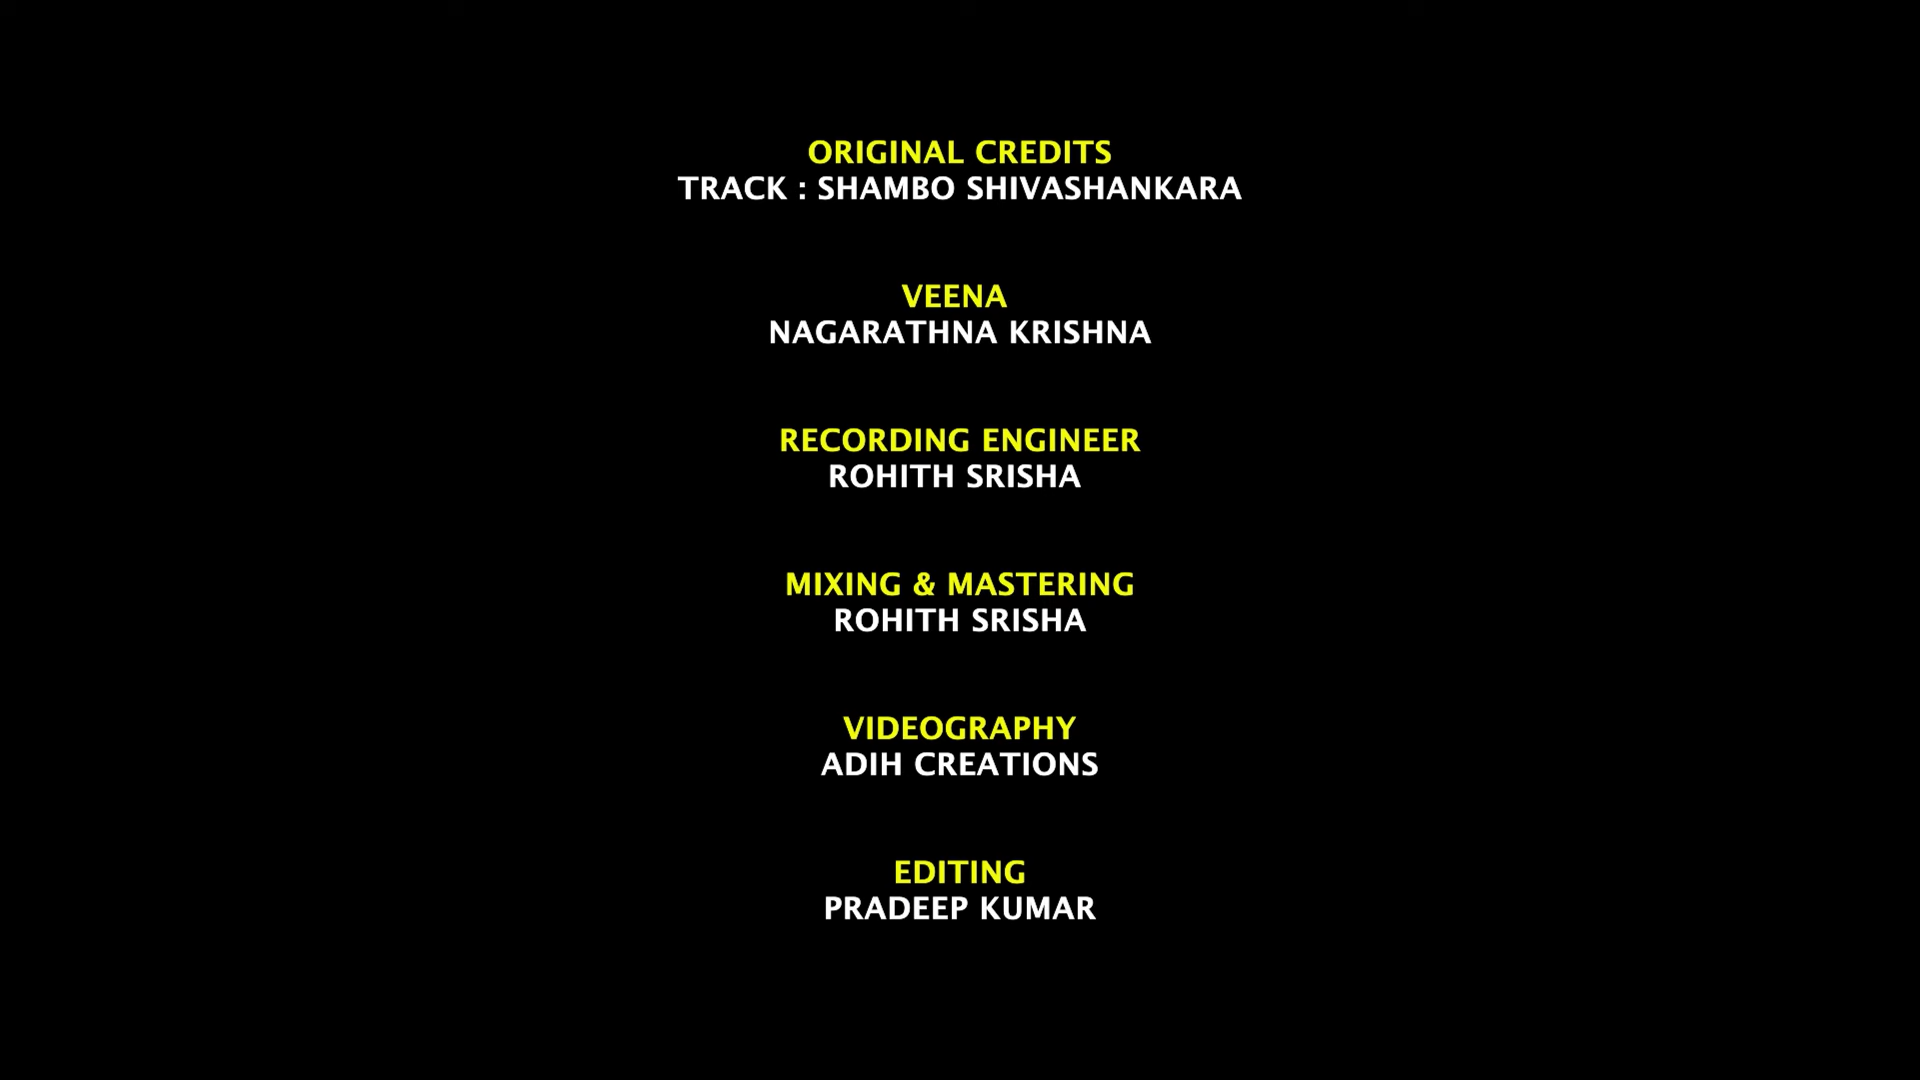 ORIGINAL CREDITS
TRACK : SHAMBO SHIVASHANKARA
VEENA
NAGARATHNA KRISHNA
RECORDING ENGINEER
ROHITH SRISHA
MIXING & MASTERING
ROHITH SRISHA
VIDEOGRAPHY
ADIH CREATIONS
EDITING
PRADEEP KUMAR